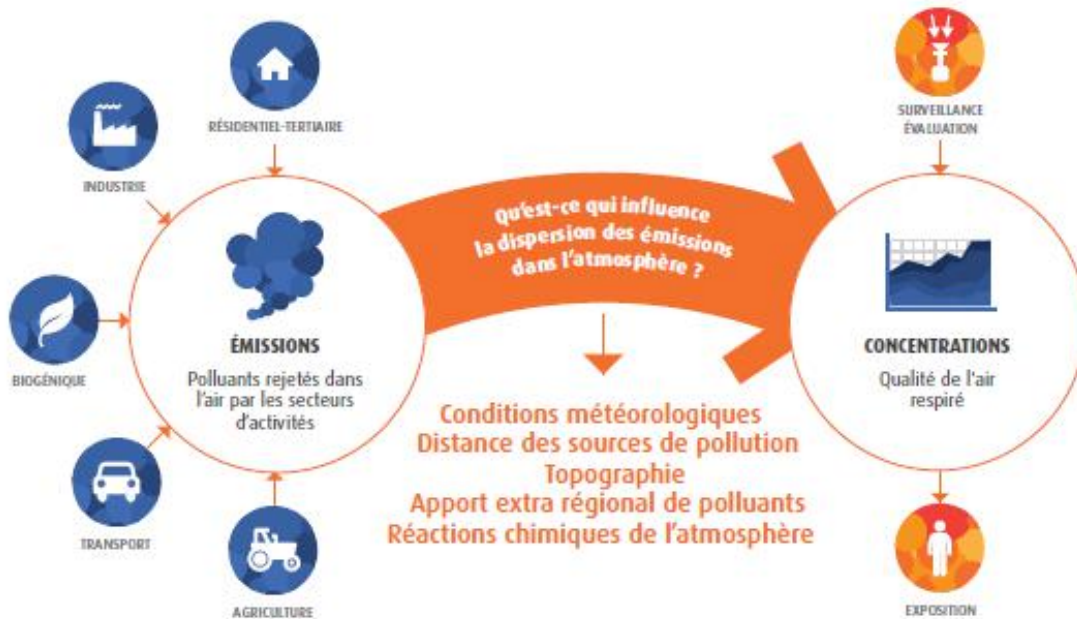 RÉSIDENTIEL-TERTIAIRE
INDUSTRIE
BIOGÉNIQUE
TRANSPORT
AGRICULTURE
ÉMISSIONS
Polluants rejetés dans
l'air par les secteurs
d'activités
Qu'est-ce qui influence
la dispersion des émissions
dans l'atmosphère ?
Conditions météorologiques
Distance des sources de pollution
Topographie
Apport extra régional de polluants
Réactions chimiques de l'atmosphère
SURVEILLANCE
ÉVALUATION
CONCENTRATIONS
Qualité de l'air
respiré
EXPOSITION